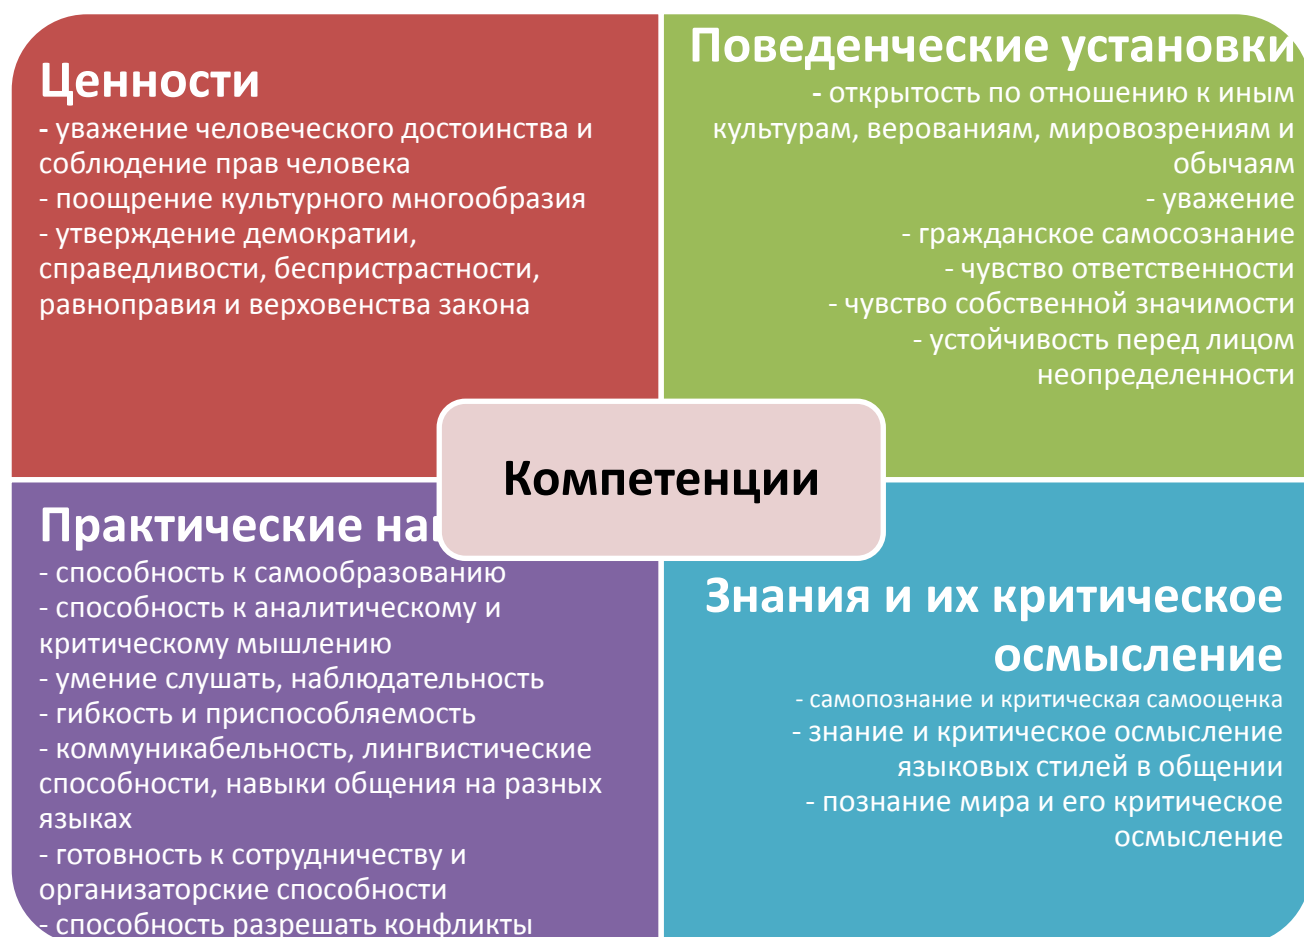 Ценности
- уважение человеческого достоинства и
соблюдение прав человека
- поощрение культурного многообразия
- утверждение демократии,
справедливости, беспристрастности,
равноправия и верховенства закона
Поведенческие установки
- открытость по отношению к иным
культурам, верованиям, мировозрениям и
обычаям
- уважение
- гражданское самосознание
- чувство ответственности
- чувство собственной значимости
- устойчивость перед лицом
неопределенности
Компетенции
Практические
- способность к самообразованию
- способность к аналитическому и
критическому мышлению
- умение слушать, наблюдательность
- гибкость и приспособляемость
- коммуникабельность, лингвистические
способности, навыки общения на разных
языках
- готовность к сотрудничеству и
организаторские способности
- способность разрешать конфликты
Знания и их критическое
осмысление
- самопознание и критическая самооценка
- знание и критическое осмысление
языковых стилей в общении
- познание мира и его критическое
осмысление